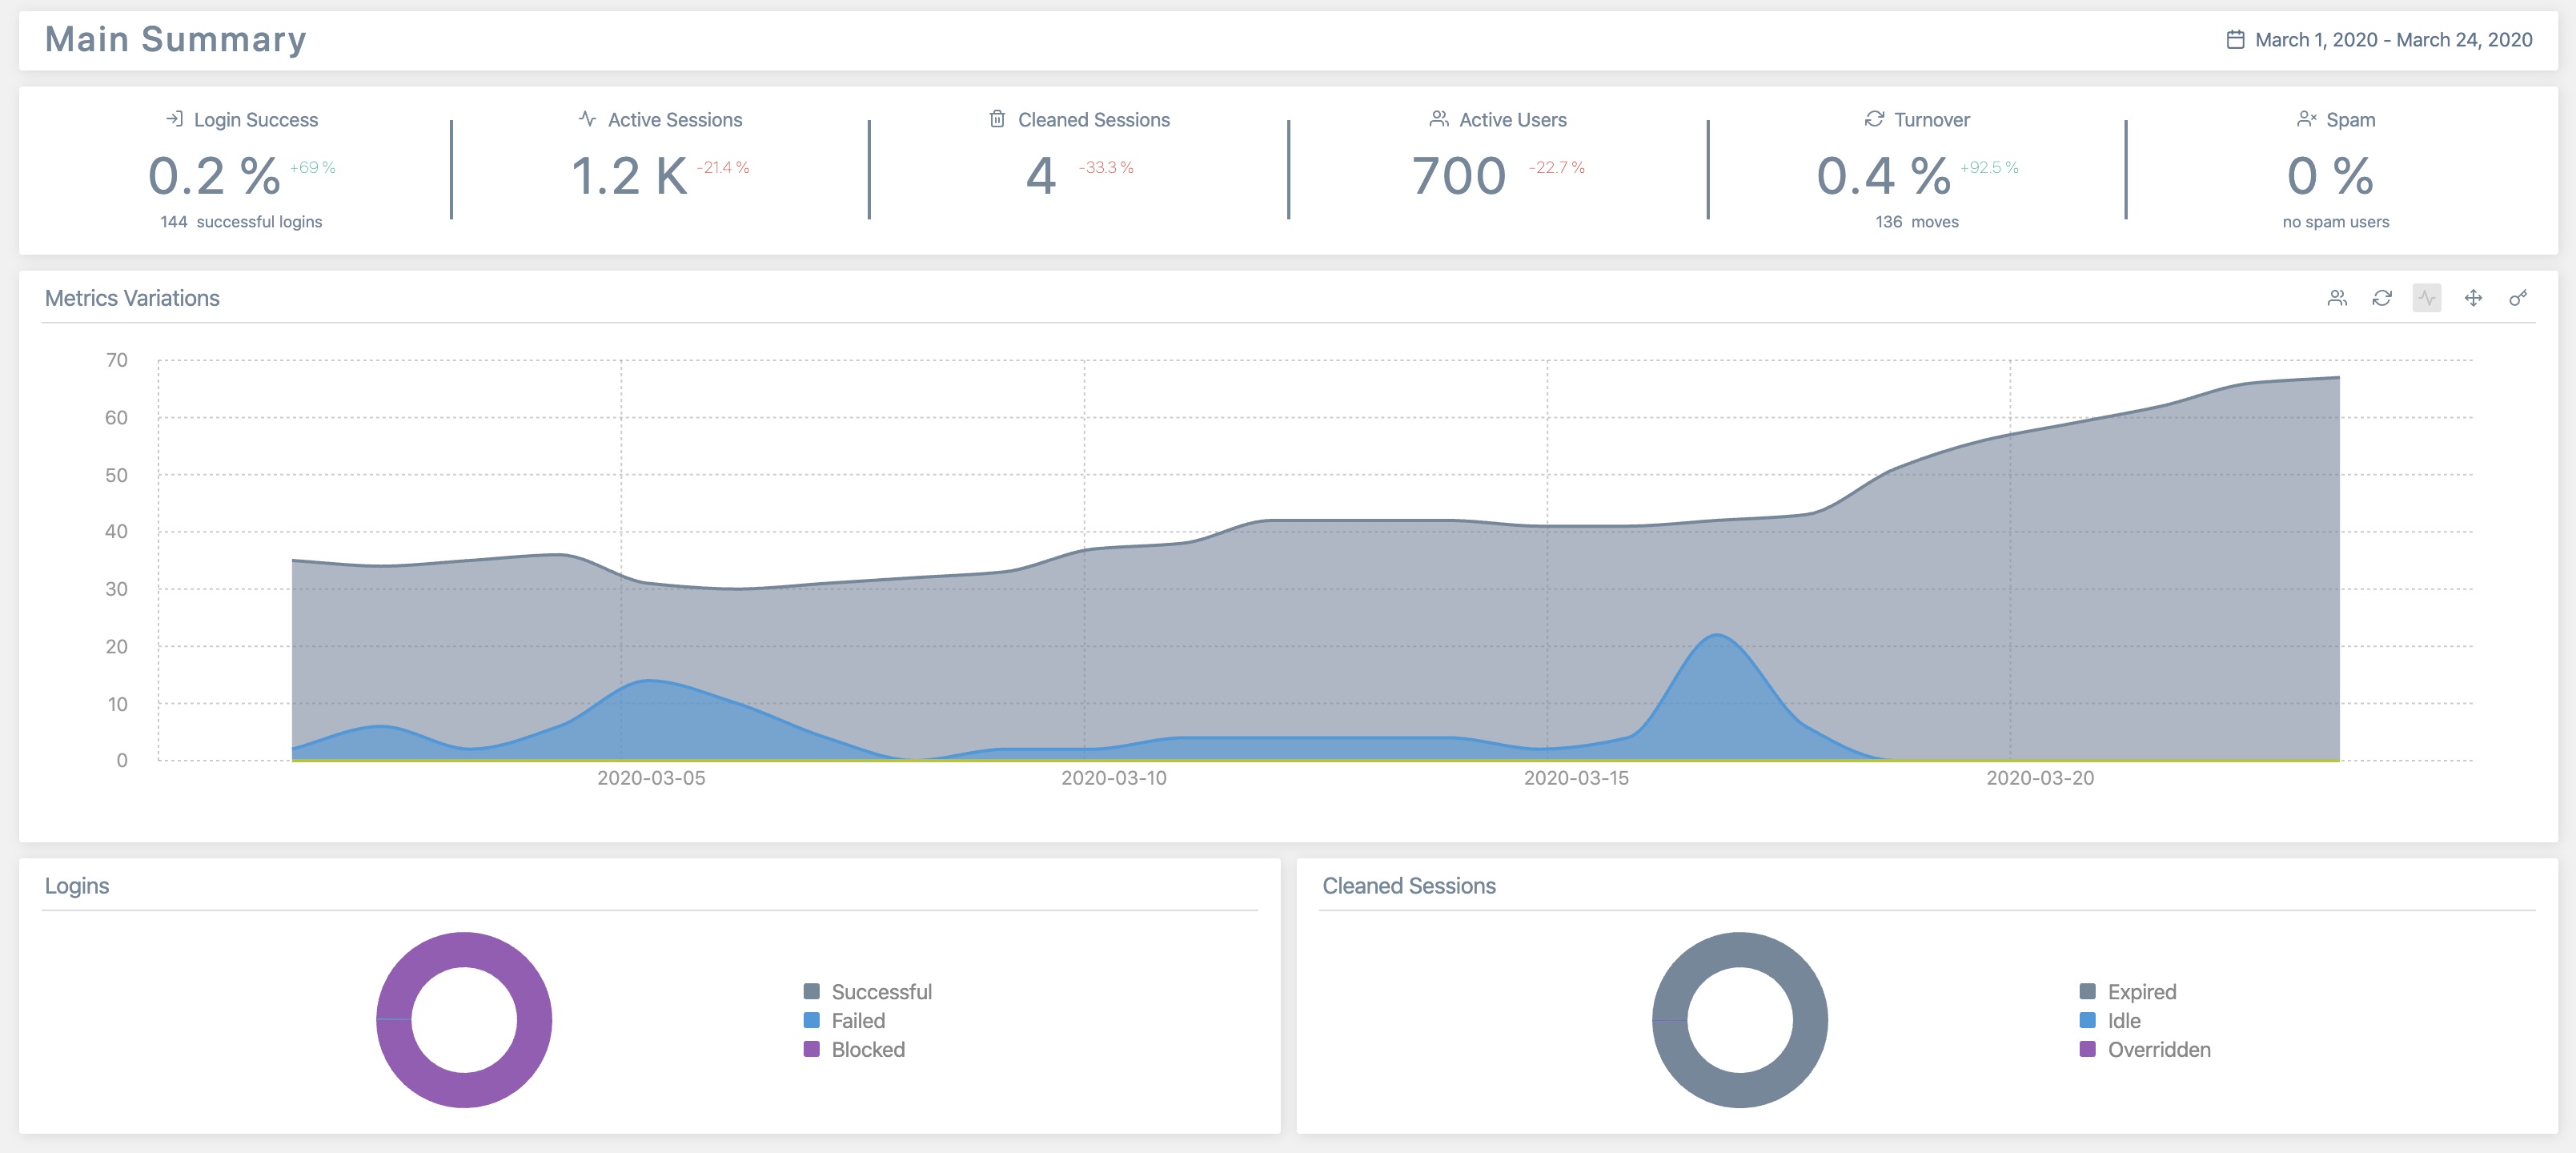 Main Summary
March 1, 2020 - March 24, 2020
Login Success
0.2 % +69 %
144 successful logins
Active Sessions
1.2 K -21.4 %
Cleaned Sessions
4 -33.3 %
Active Users
700 -22.7 %
Turnover
0.4 % +92.5 %
136 moves
Spam
0 %
no spam users
Metrics Variations
70
60
50
40
30
20
10
0
2020-03-05 2020-03-10 2020-03-15 2020-03-20
Logins
Successful
Failed
Blocked
Cleaned Sessions
Expired
Idle
Overridden